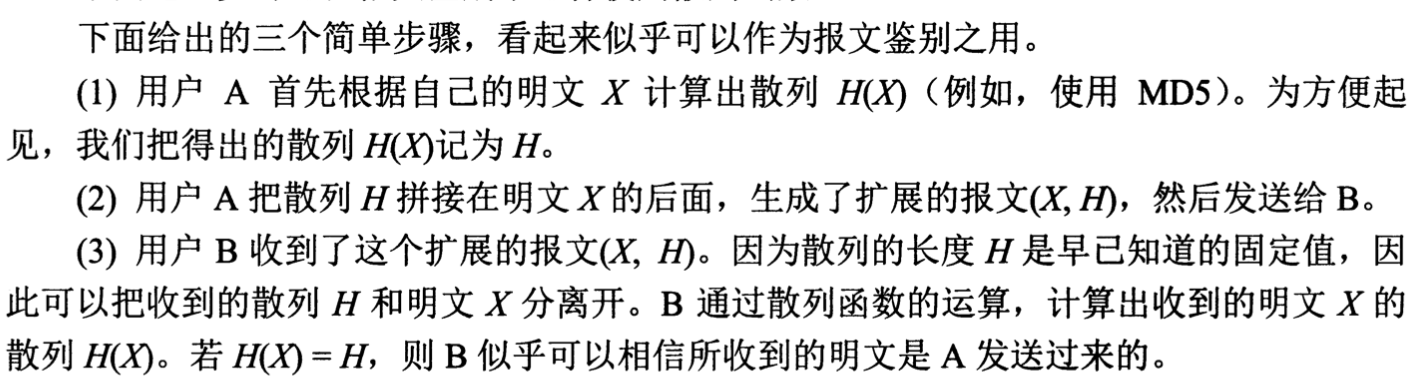 下面给出的三个简单步骤，看起来似乎可以作为报文鉴别之用。
(1) 用户 A 首先根据自己的明文 X 计算出散列 H(X)（例如，使用 MD5）。为方便起
见，我们把得出的散列 H(X)记为 H。
(2) 用户 A 把散列 H 拼接在明文 X 的后面，生成了扩展的报文(X, H)，然后发送给 B。
(3) 用户 B 收到了这个扩展的报文(X, H)。因为散列的长度 H 是早已知道的固定值，因
此可以把收到的散列 H 和明文 X 分离开。B 通过散列函数的运算，计算出收到的明文 X 的
散列 H(X)。若 H(X) = H，则 B 似乎可以相信所收到的明文是 A 发送过来的。